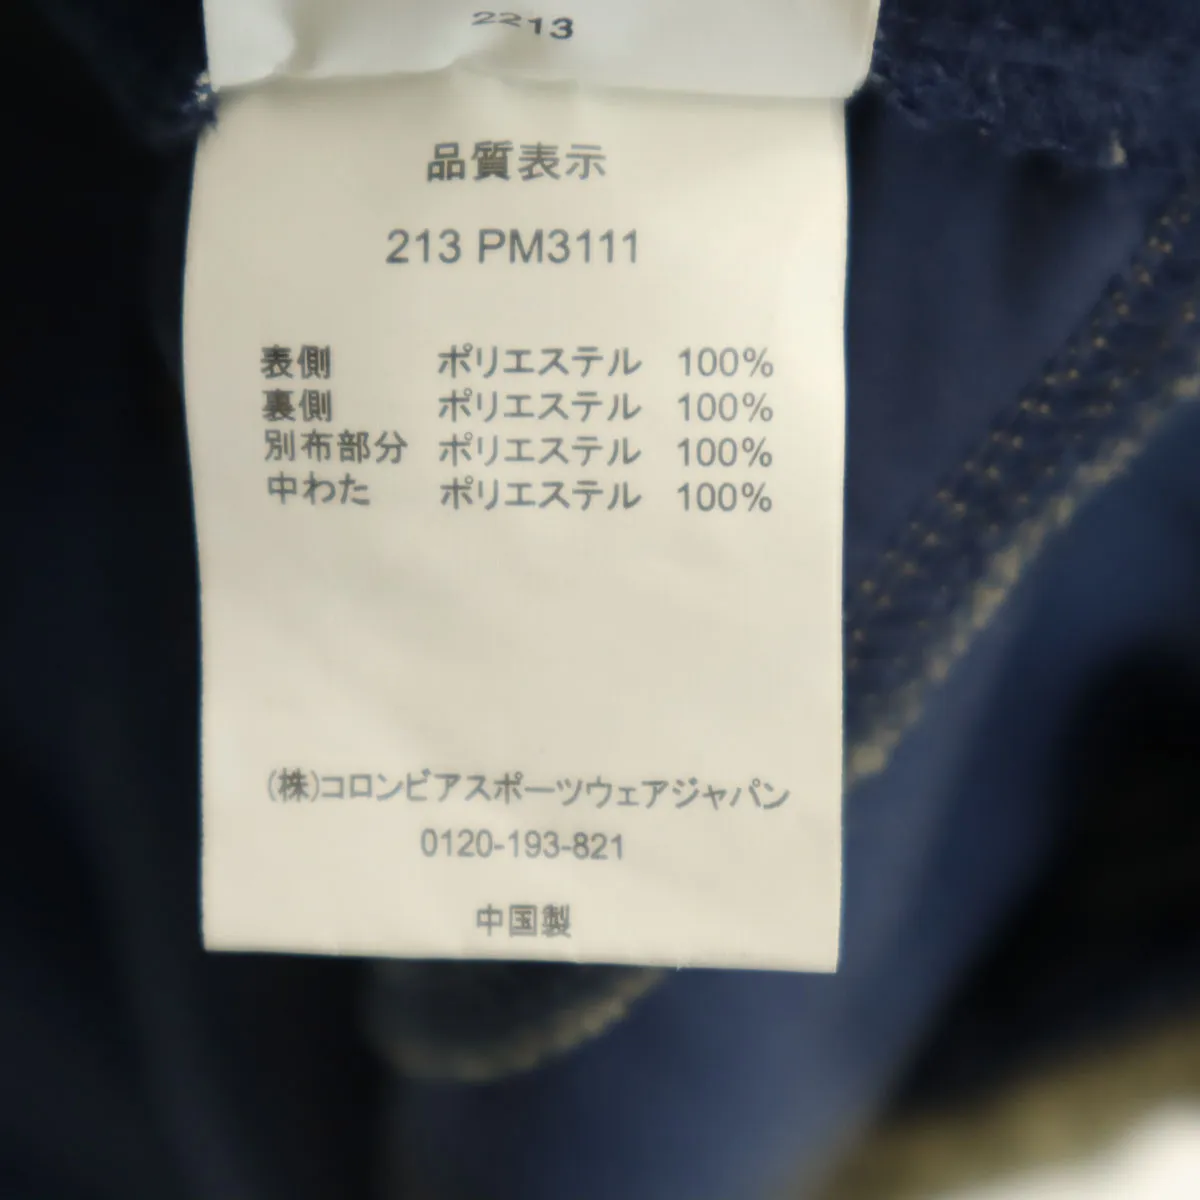 2213
品質表示
213 PM3111
表側 ポリエステル 100%
裏側 ポリエステル 100%
別布部分 ポリエステル 100%
中わた ポリエステル 100%
(株)コロンビアスポーツウェアジャパン
0120-193-821
中国製